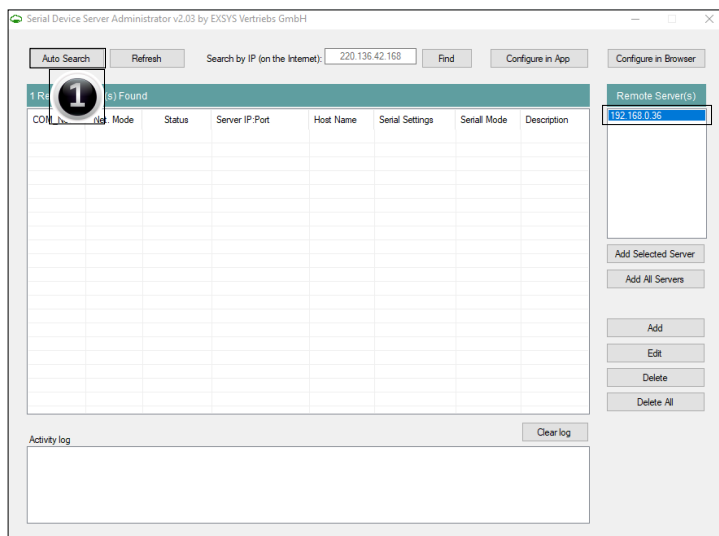 Serial Device Server Administrator v2.03 by EXSYS Vertriebs GmbH
Auto Search Refresh Search by IP (on the Internet): 220.136.42.168 Find Configure in App Configure in Browser
1 Re 1 (s) Found Remote Server(s)
COM Net. Mode Status Server IP:Port Host Name Serial Settings Seriall Mode Description 192.168.0.36
Add Selected Server
Add All Servers
Add
Edit
Delete
Delete All
Activity log Clear log